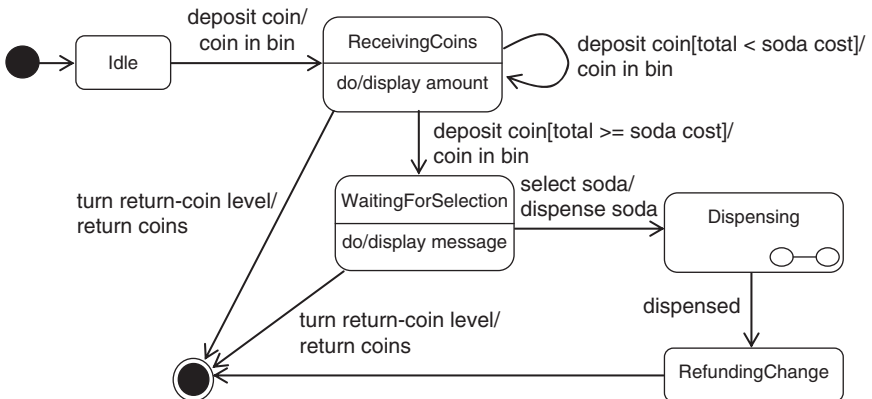 deposit coin/
coin in bin
Idle
ReceivingCoins
do/display amount
deposit coin[total < soda cost]/
coin in bin
deposit coin[total >= soda cost]/
coin in bin
turn return-coin level/
return coins
WaitingForSelection
do/display message
select soda/
dispense soda
Dispensing
dispensed
turn return-coin level/
return coins
RefundingChange